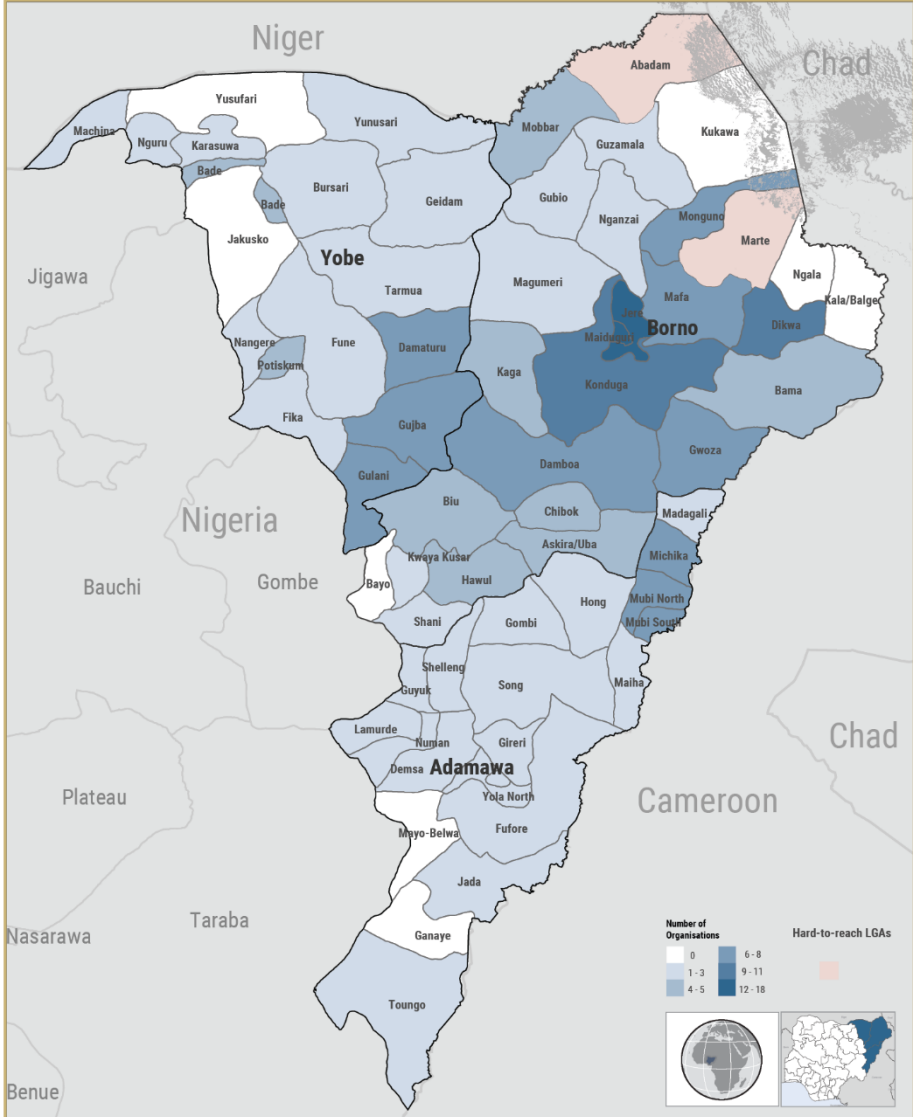 Niger
Chad
Abadam
Yusufari
Machina
Yunusari
Mobbar
Kukawa
Nguru
Karasuwa
Guzamala
Bade
Bursari
Geidam
Gubio
Bade
Nganzai
Monguno
Jakusko
Marte
Yobe
Ngala
Jigawa
Magumeri
Tarmua
Mafa
Kala/Balge
Jere
Borno
Dikwa
Maiduguri
Nangere
Fune
Damaturu
Potiskum
Kaga
Konduga
Bama
Fika
Gujba
Gwoza
Damboa
Gulani
Biu
Chibok
Madagali
Nigeria
Askira/Uba
Michika
Kwaya Kusar
Bayo
Hawul
Gombe
Bauchi
Mubi North
Hong
Shani
Gombi
Mubi South
Shelleng
Guyuk
Song
Maiha
Lamurde
Numan
Gireri
Chad
Demsa
Adamawa
Plateau
Yola North
Cameroon
Mayo-Belwa
Fufore
Jada
Taraba
Nasarawa
Ganaye
Toungo
Benue
Number of
Organisations
Hard-to-reach LGAs
0
6 - 8
1 - 3
9 - 11
4 - 5
12 - 18